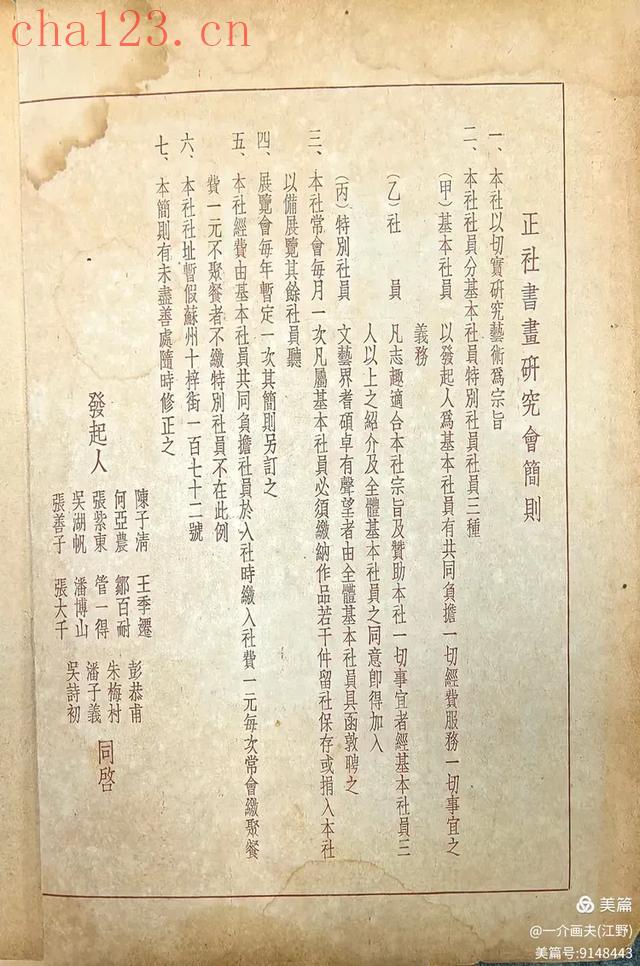 cha123.cn
正社書畫研究會簡則
一、本社以切實研究藝術爲宗旨
二、本社社員分基本社員特別社員社員三種
(甲)基本社員 以發起人爲基本社員有共同負擔一切經費服務一切事宜之
義務
(乙)社員 凡志趣適合本社宗旨及贊助本社一切事宜者經基本社員三
人以上之紹介及全體基本社員之同意卽得加入
(丙)特別社員 文藝界耆碩卓有聲望者由全體基本社員具函敦聘之
三、本社常會每月一次凡屬基本社員必須繳納作品若干件留社保存或捐入本社
以備展覽其餘社員聽
四、展覽會每年暫定一次其簡則另訂之
五、本社經費由基本社員共同負擔社員於入社時繳入社費一元每次常會繳聚餐
費一元不聚餐者不繳特別社員不在此例
六、本社社址暫假蘇州十梓街一百七十二號
七、本簡則有未盡善處隨時修正之
發起人
陳子淸 王季遷 彭恭甫
何亞農 鄒百耐 朱梅村
張紫東 管一得 潘子義
吳湖帆 潘博山 吳詩初
張善子 張大千
同啓
美篇
@一介画夫(江野)
美篇号:9148443